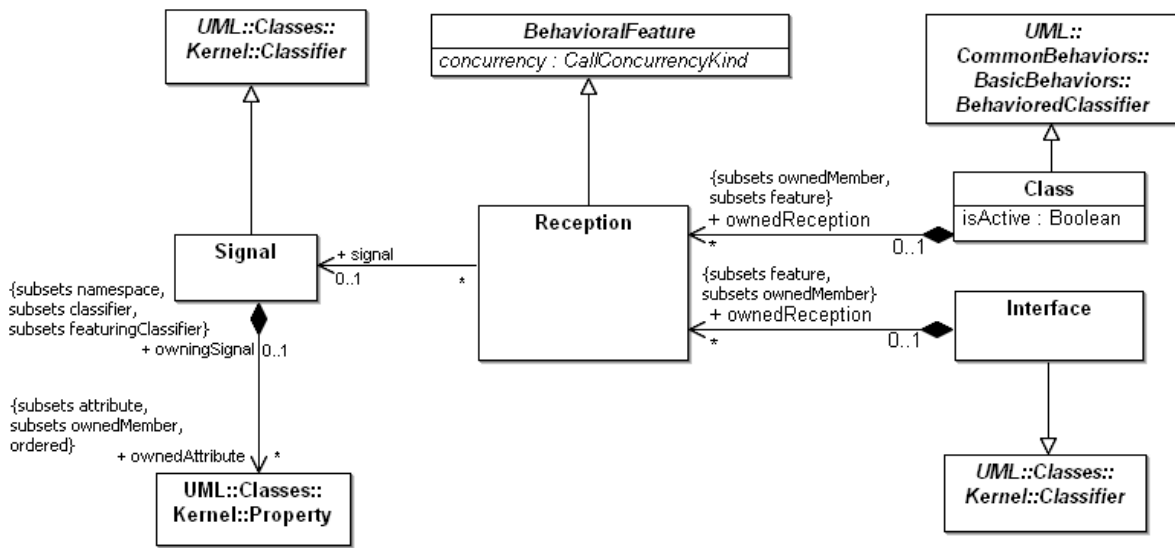 UML::Classes::
Kernel::Classifier
BehavioralFeature
concurrency : CallConcurrencyKind
UML::
CommonBehaviors::
BasicBehaviors::
BehavioredClassifier
{subsets ownedMember,
subsets feature}
+ ownedReception
*
0..1
Class
isActive : Boolean
Reception
Signal
+ signal
0..1
*
{subsets feature,
subsets ownedMember}
+ ownedReception
*
0..1
Interface
{subsets namespace,
subsets classifier,
subsets featuringClassifier}
+ owningSignal
0..1
{subsets attribute,
subsets ownedMember,
ordered}
+ ownedAttribute
*
UML::Classes::
Kernel::Property
UML::Classes::
Kernel::Classifier